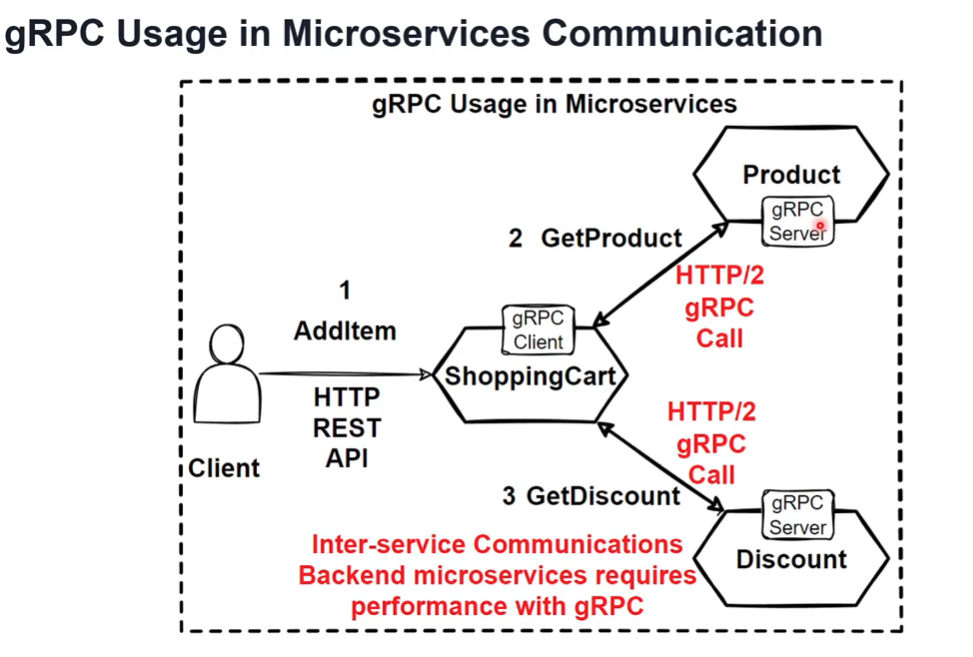 gRPC Usage in Microservices Communication
gRPC Usage in Microservices
Product
gRPC
Server
2 GetProduct
HTTP/2
gRPC
Call
1
AddItem
HTTP
REST
API
Client
gRPC
Client
ShoppingCart
HTTP/2
gRPC
Call
3 GetDiscount
gRPC
Server
Discount
Inter-service Communications
Backend microservices requires
performance with gRPC